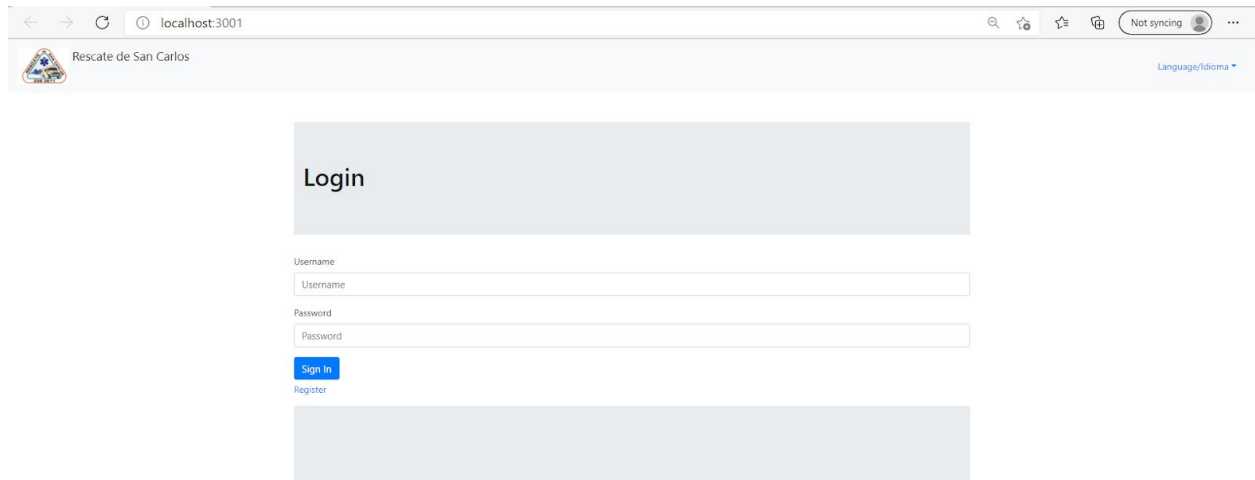 localhost:3001
Not syncing
Rescate de San Carlos
Language/Idioma
Login
Username
Username
Password
Password
Sign In
Register